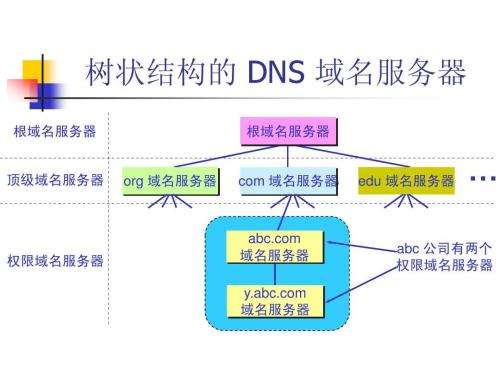 树状结构的 DNS 域名服务器
根域名服务器
根域名服务器
顶级域名服务器
org 域名服务器
com 域名服务器
edu 域名服务器
…
权限域名服务器
abc.com
域名服务器
abc 公司有两个
权限域名服务器
y.abc.com
域名服务器